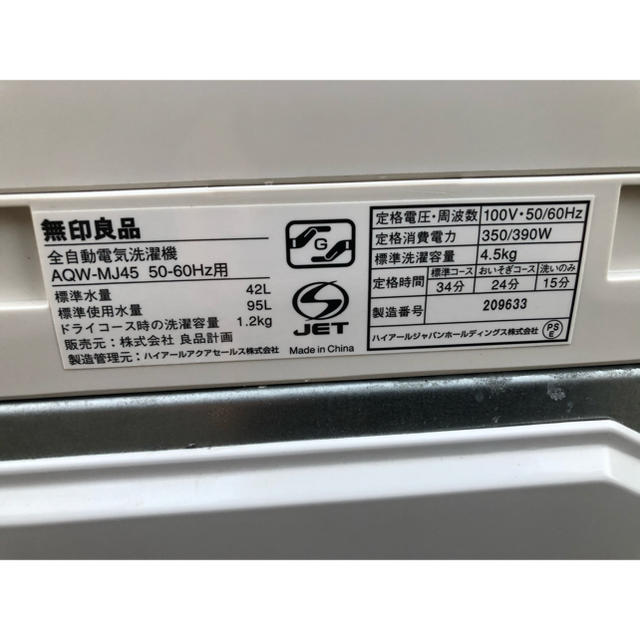 無印良品
全自動電気洗濯機
AQW-MJ45 50-60Hz用
標準水量 42L
標準使用水量 95L
ドライコース時の洗濯容量 1.2kg
販売元：株式会社 良品計画
製造管理元：ハイアールアクアセールス株式会社
G
JET
Made in China
定格電圧・周波数 100V・50/60Hz
定格消費電力 350/390W
標準洗濯容量 4.5kg
定格時間 標準コース おいそぎコース 洗いのみ
34分 24分 15分
製造番号 209633
ハイアールジャパンホールディングス株式会社 PS E